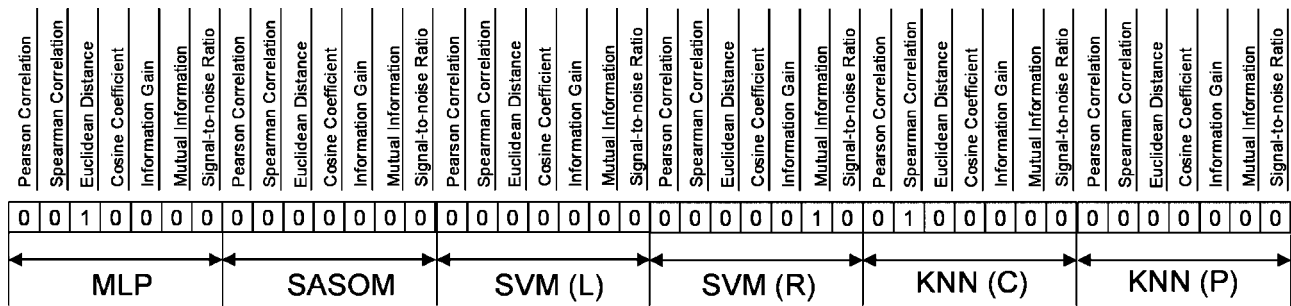 Pearson Correlation
Spearman Correlation
Euclidean Distance
Cosine Coefficient
Information Gain
Mutual Information
Signal-to-noise Ratio
Pearson Correlation
Spearman Correlation
Euclidean Distance
Cosine Coefficient
Information Gain
Mutual Information
Signal-to-noise Ratio
Pearson Correlation
Spearman Correlation
Euclidean Distance
Cosine Coefficient
Information Gain
Mutual Information
Signal-to-noise Ratio
Pearson Correlation
Spearman Correlation
Euclidean Distance
Cosine Coefficient
Information Gain
Mutual Information
Signal-to-noise Ratio
Pearson Correlation
Spearman Correlation
Euclidean Distance
Cosine Coefficient
Information Gain
Mutual Information
Signal-to-noise Ratio
Pearson Correlation
Spearman Correlation
Euclidean Distance
Cosine Coefficient
Information Gain
Mutual Information
Signal-to-noise Ratio
0 0 1 0 0 0 0 0 0 0 0 0 0 0 0 0 0 0 0 0 0 0 0 0 0 0 1 0 0 1 0 0 0 0 0 0 0 0 0 0 0 0
MLP SASOM SVM (L) SVM (R) KNN (C) KNN (P)